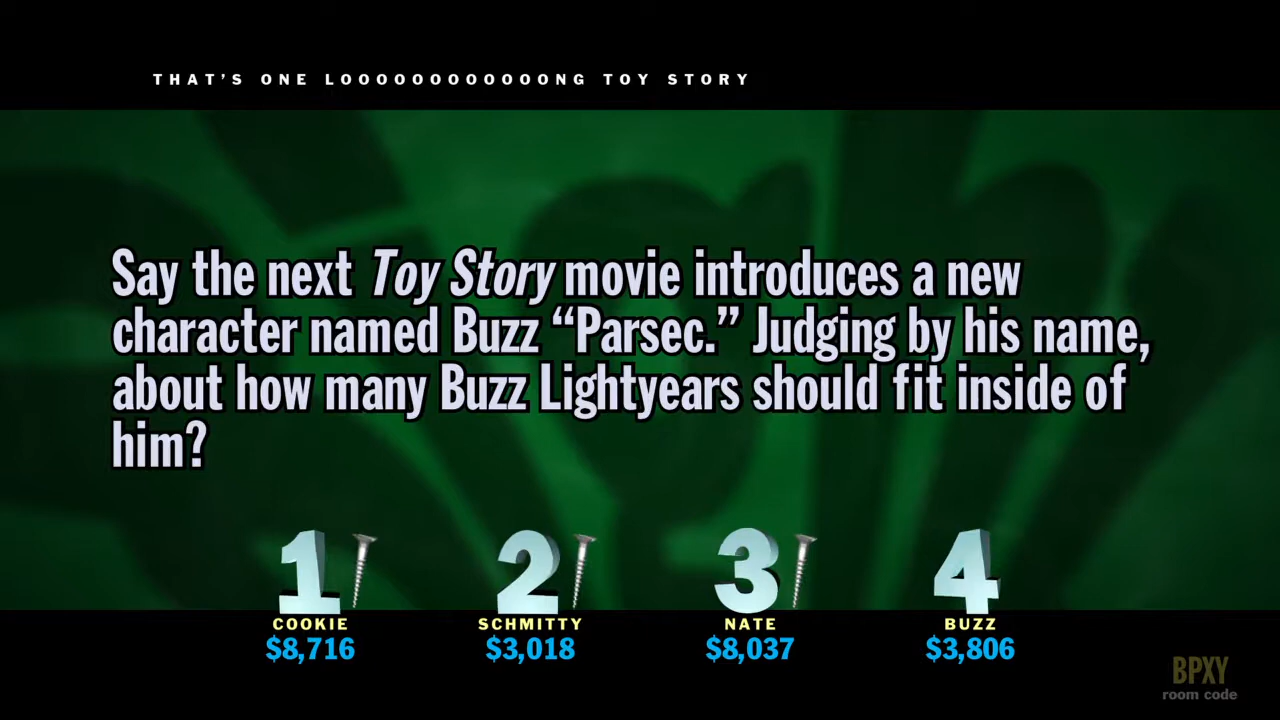 THAT'S ONE LOOOOOOOOOOOONG TOY STORY
Say the next Toy Story movie introduces a new
character named Buzz “Parsec.” Judging by his name,
about how many Buzz Lightyears should fit inside of
him?
1 2 3 4
COOKIE SCHMITTY NATE BUZZ
$8,716 $3,018 $8,037 $3,806
BPXY
room code